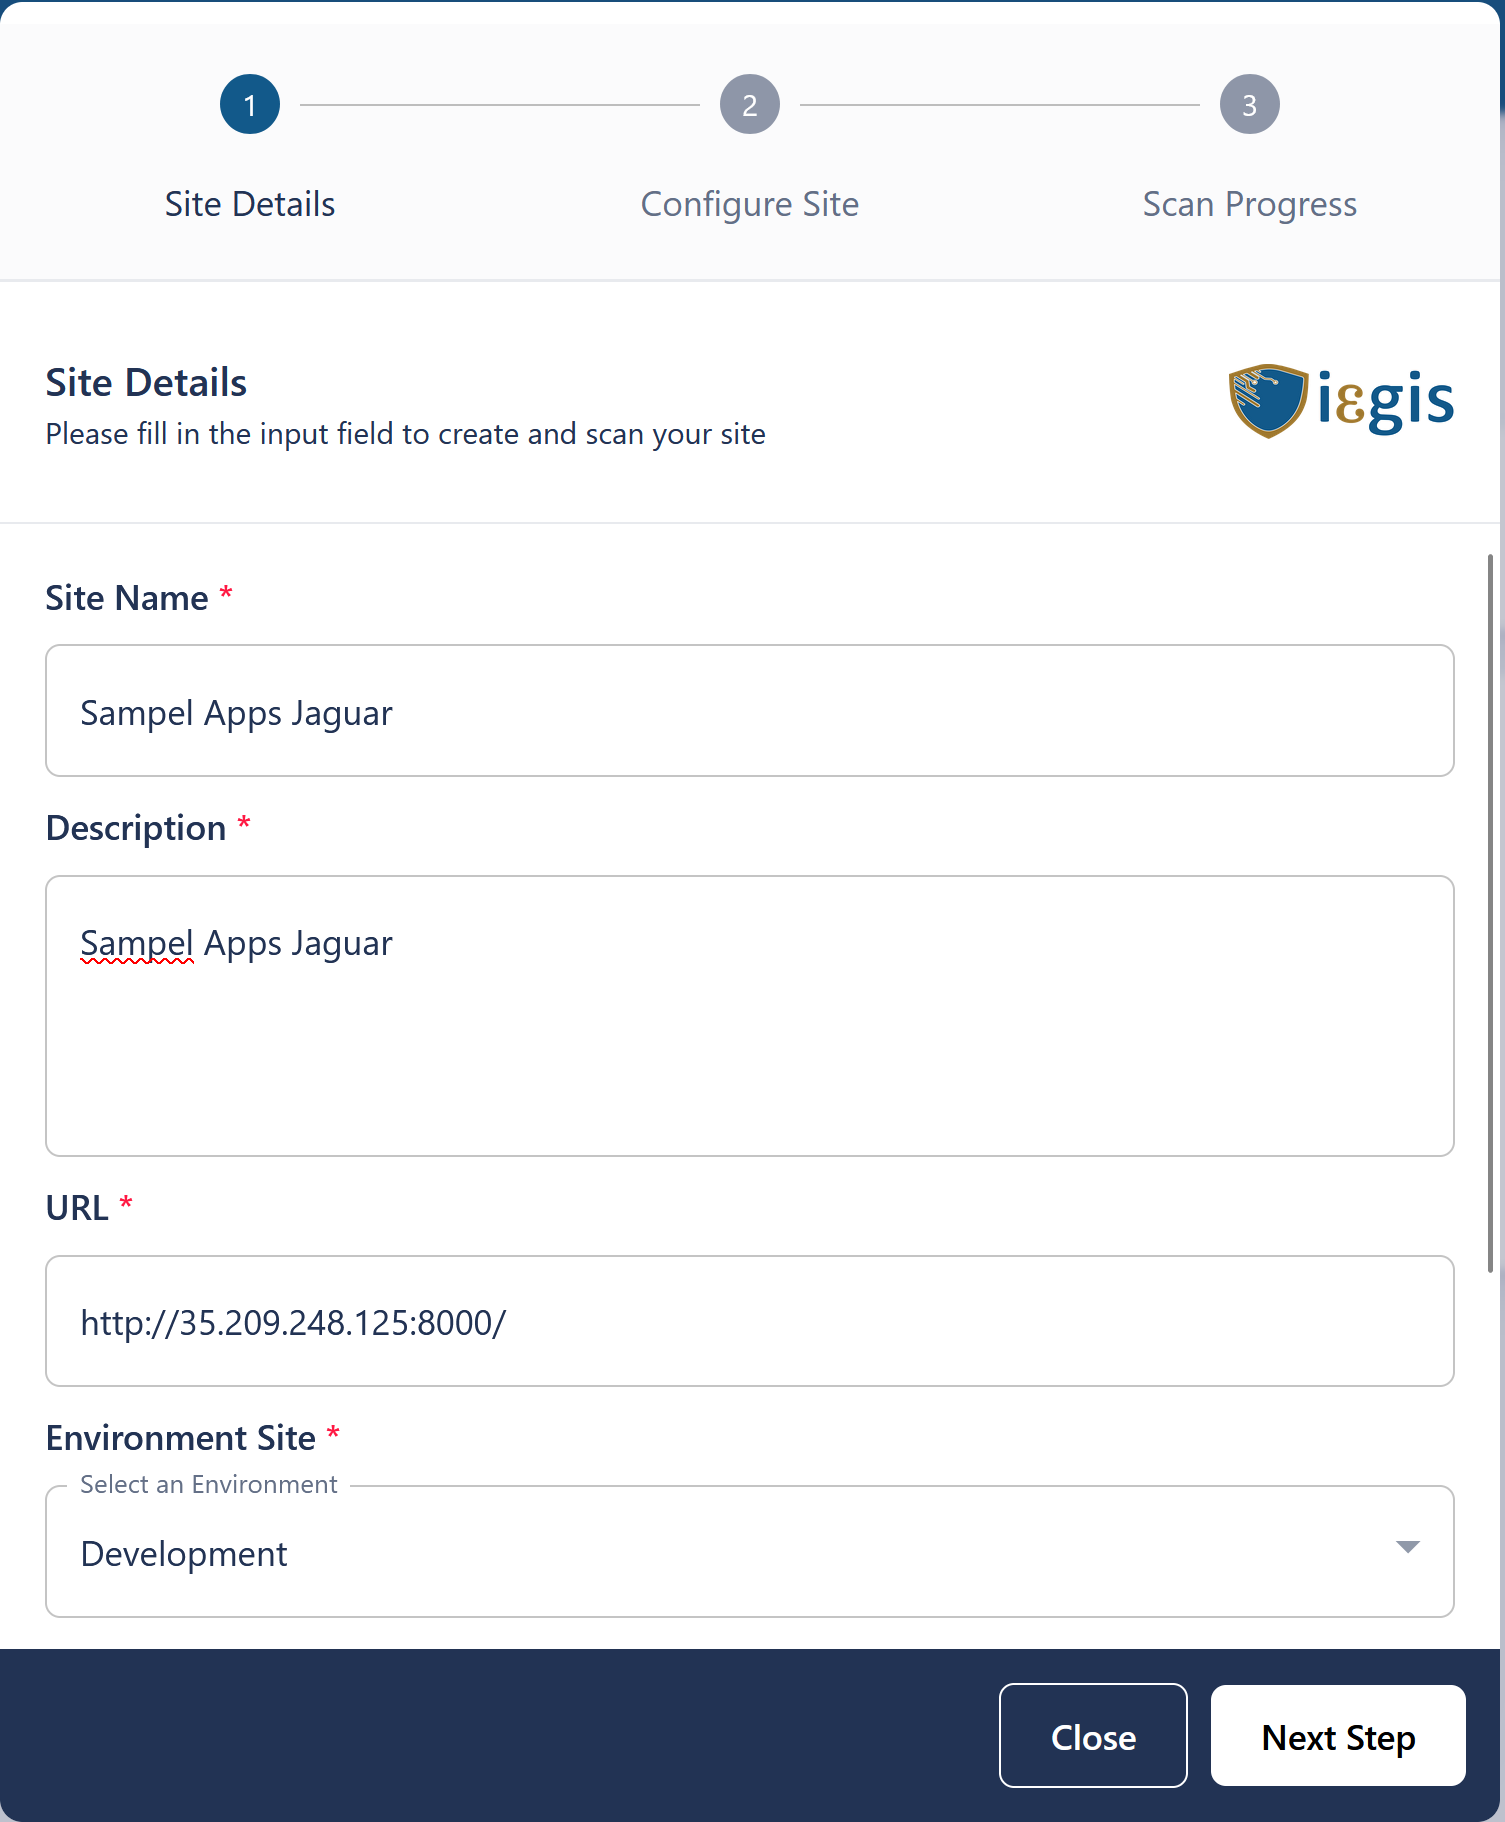 1
2
3
Site Details
Configure Site
Scan Progress
Site Details
Please fill in the input field to create and scan your site
iεgis
Site Name *
Sampel Apps Jaguar
Description *
Sampel Apps Jaguar
URL *
http://35.209.248.125:8000/
Environment Site *
Select an Environment
Development
Close
Next Step